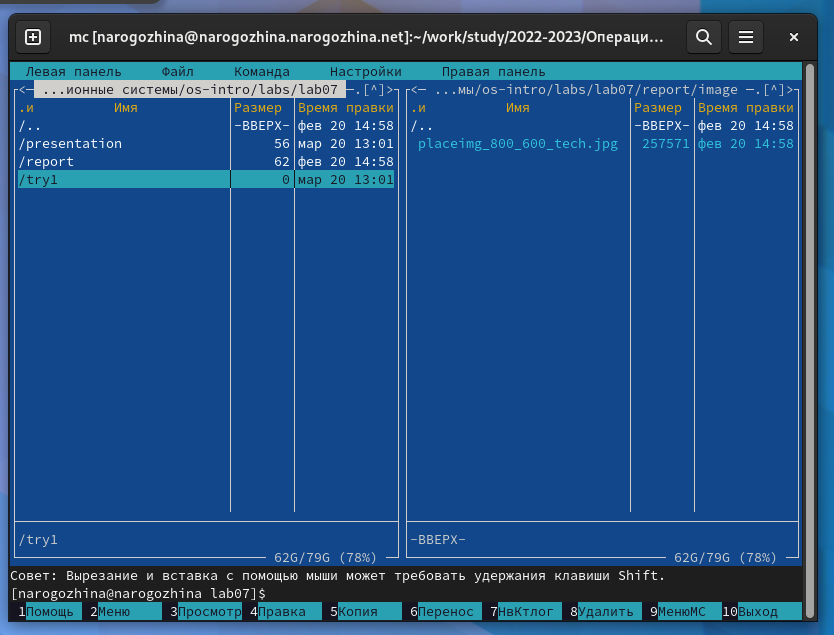 mc [narogozhina@narogozhina.narogozhina.net]:~/work/study/2022-2023/Операци...
Левая панель Файл Команда Настройки Правая панель
<— ...ионные системы/os-intro/labs/lab07 —.[^]>
.и Имя Размер Время правки
/.. -ВВЕРХ- фев 20 14:58
/presentation 56 мар 20 13:01
/report 62 фев 20 14:58
/try1 0 мар 20 13:01
/try1
62G/79G (78%)
<— ...мы/os-intro/labs/lab07/report/image —.[^]>
.и Имя Размер Время правки
/.. -ВВЕРХ- фев 20 14:58
placeimg_800_600_tech.jpg 257571 фев 20 14:58
-ВВЕРХ-
62G/79G (78%)
Совет: Вырезание и вставка с помощью мыши может требовать удержания клавиши Shift.
[narogozhina@narogozhina lab07]$
1Помощь 2Меню 3Просмотр 4Правка 5Копия 6Перенос 7НвКтлог 8Удалить 9МенюMC 10Выход